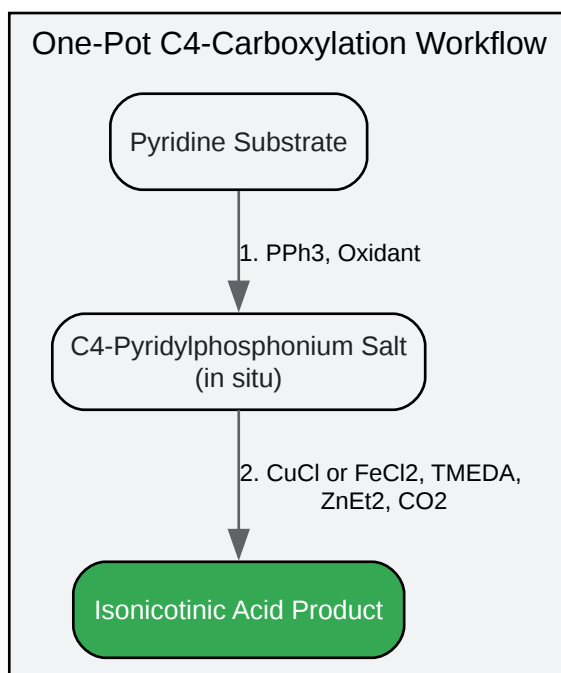 One-Pot C4-Carboxylation Workflow
Pyridine Substrate
1. PPh3, Oxidant
C4-Pyridylphosphonium Salt
(in situ)
2. CuCl or FeCl2, TMEDA,
ZnEt2, CO2
Isonicotinic Acid Product